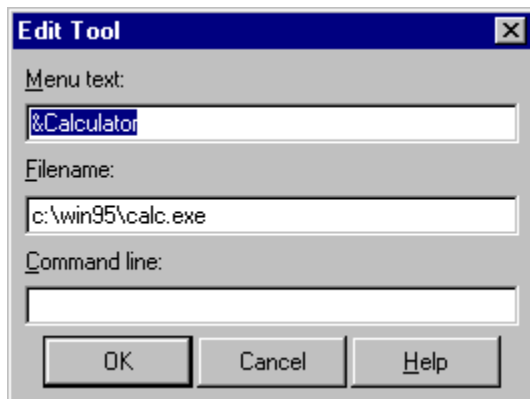 Edit Tool
Menu text:
&Calculator
Filename:
c:\win95\calc.exe
Command line:
OK Cancel Help